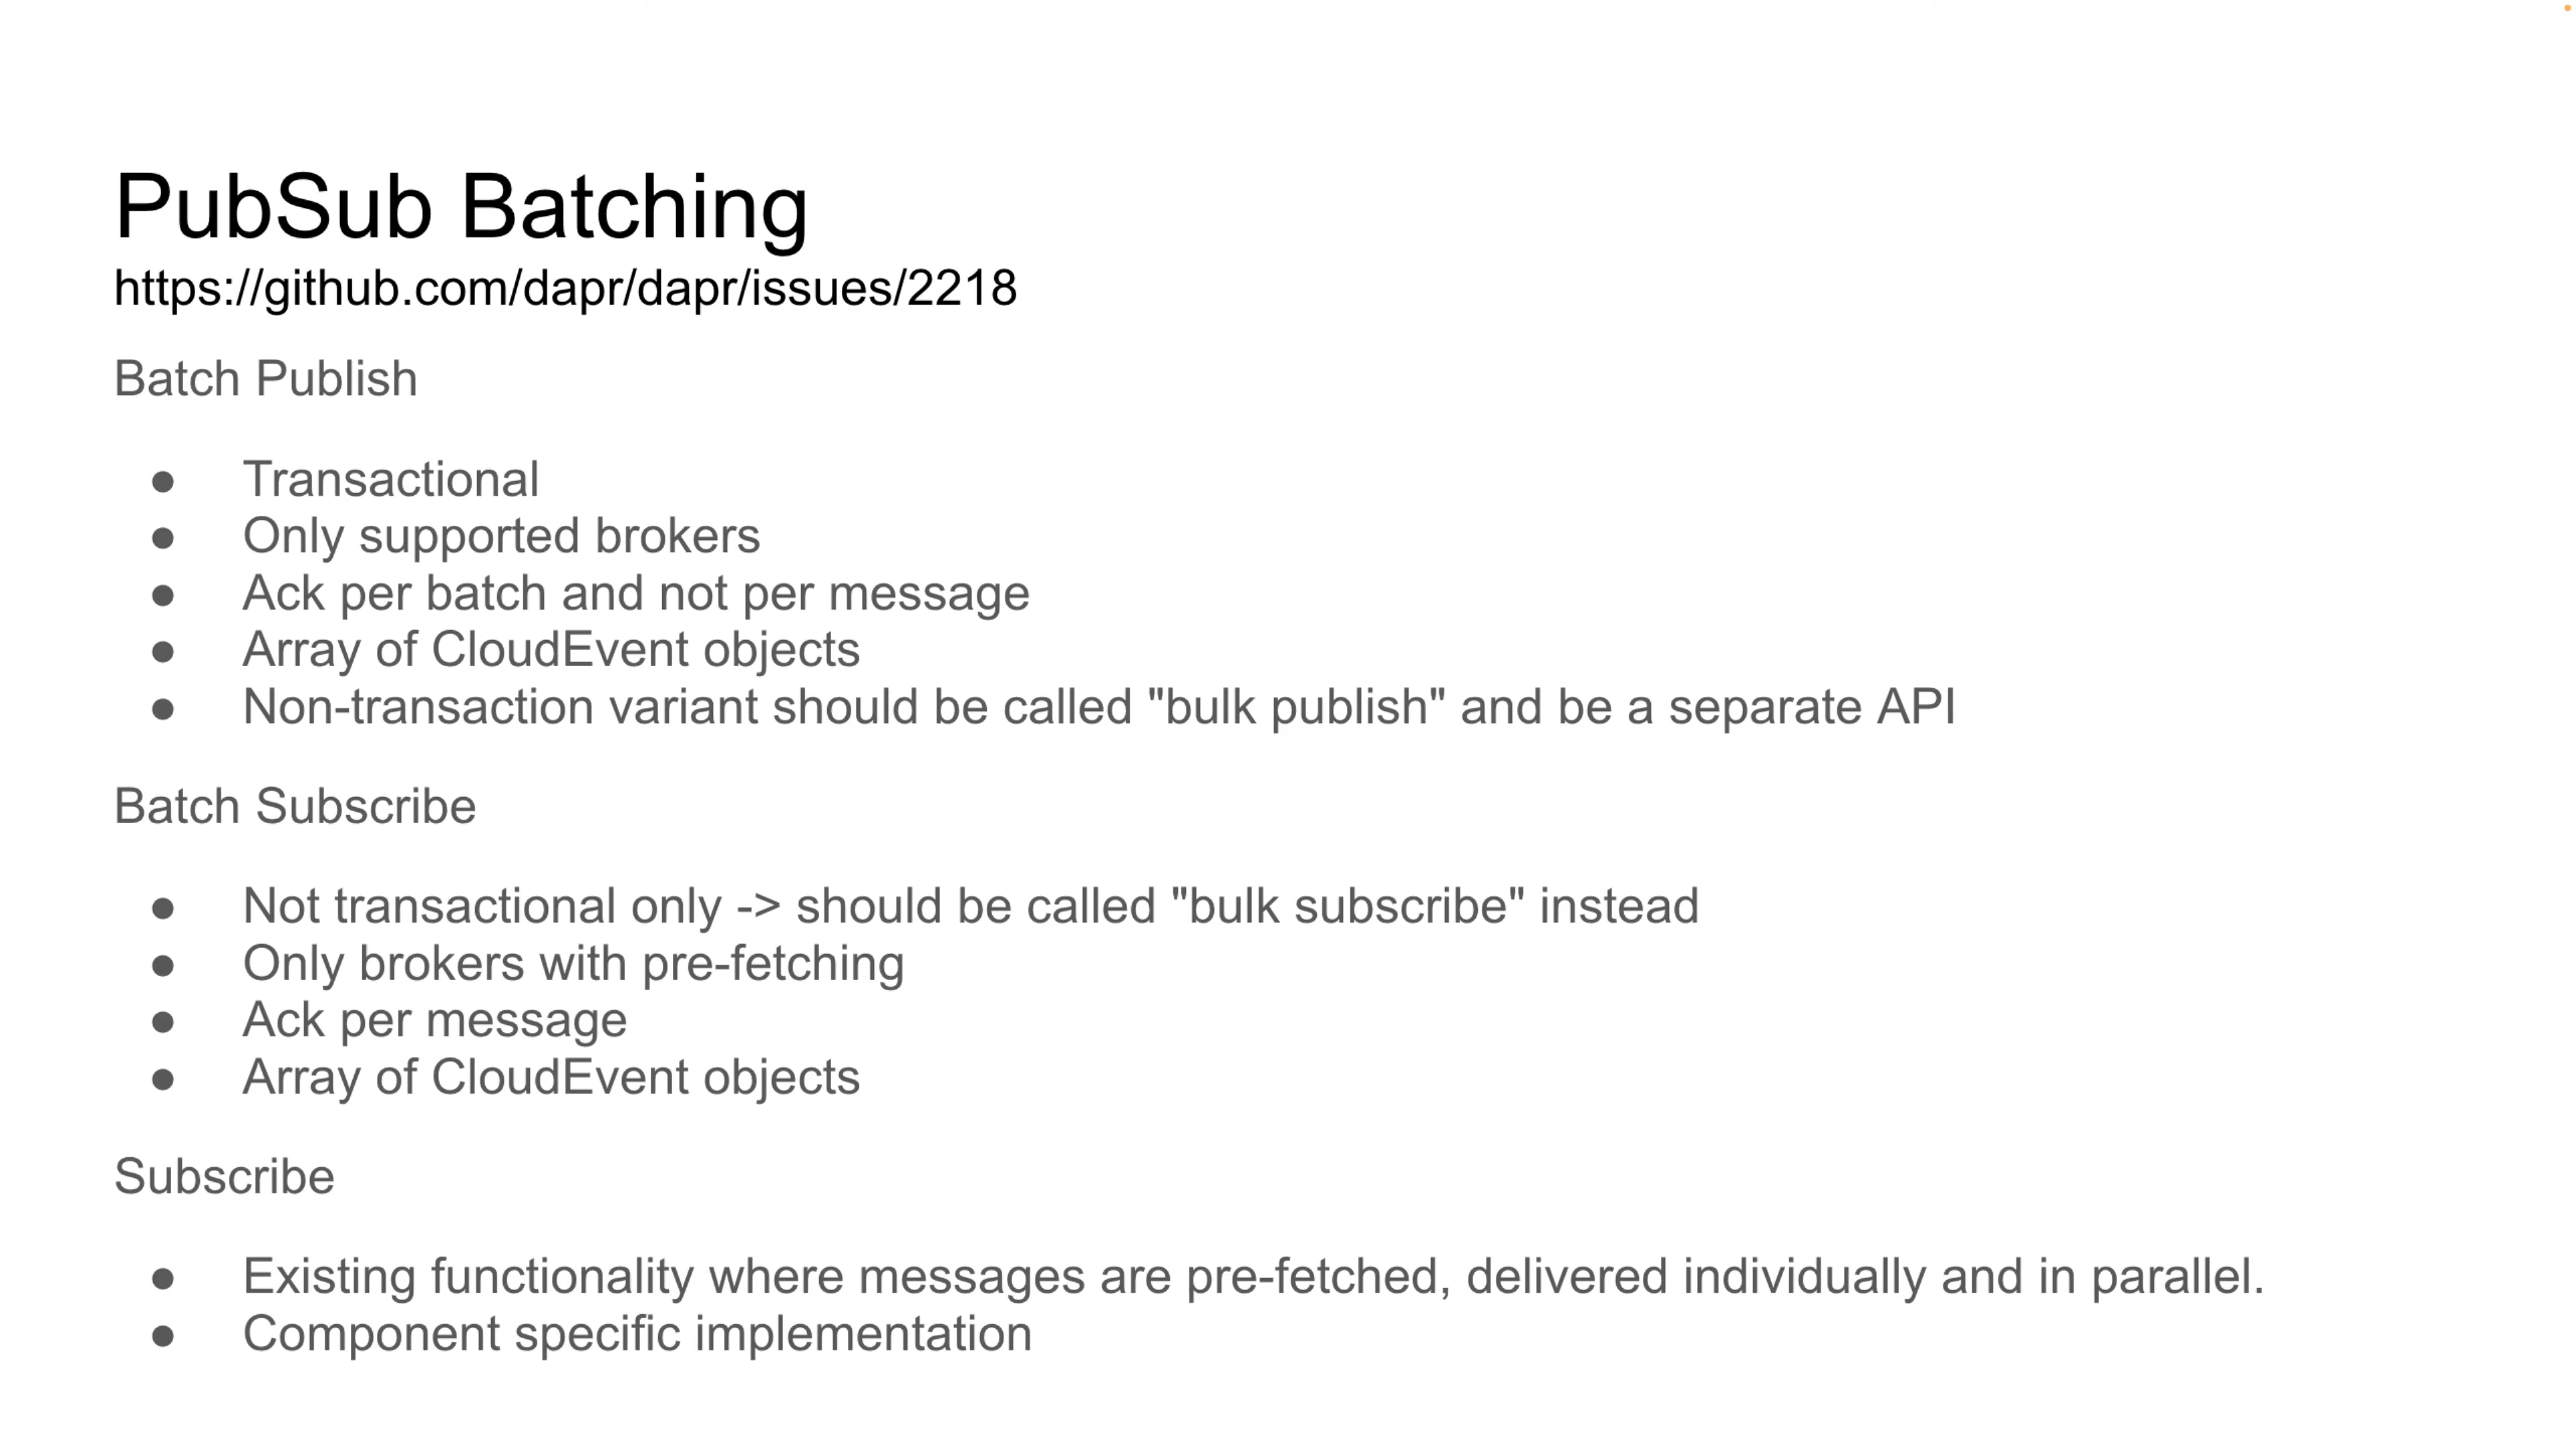 PubSub Batching
https://github.com/dapr/dapr/issues/2218
Batch Publish
● Transactional
● Only supported brokers
● Ack per batch and not per message
● Array of CloudEvent objects
● Non-transaction variant should be called "bulk publish" and be a separate API
Batch Subscribe
● Not transactional only -> should be called "bulk subscribe" instead
● Only brokers with pre-fetching
● Ack per message
● Array of CloudEvent objects
Subscribe
● Existing functionality where messages are pre-fetched, delivered individually and in parallel.
● Component specific implementation